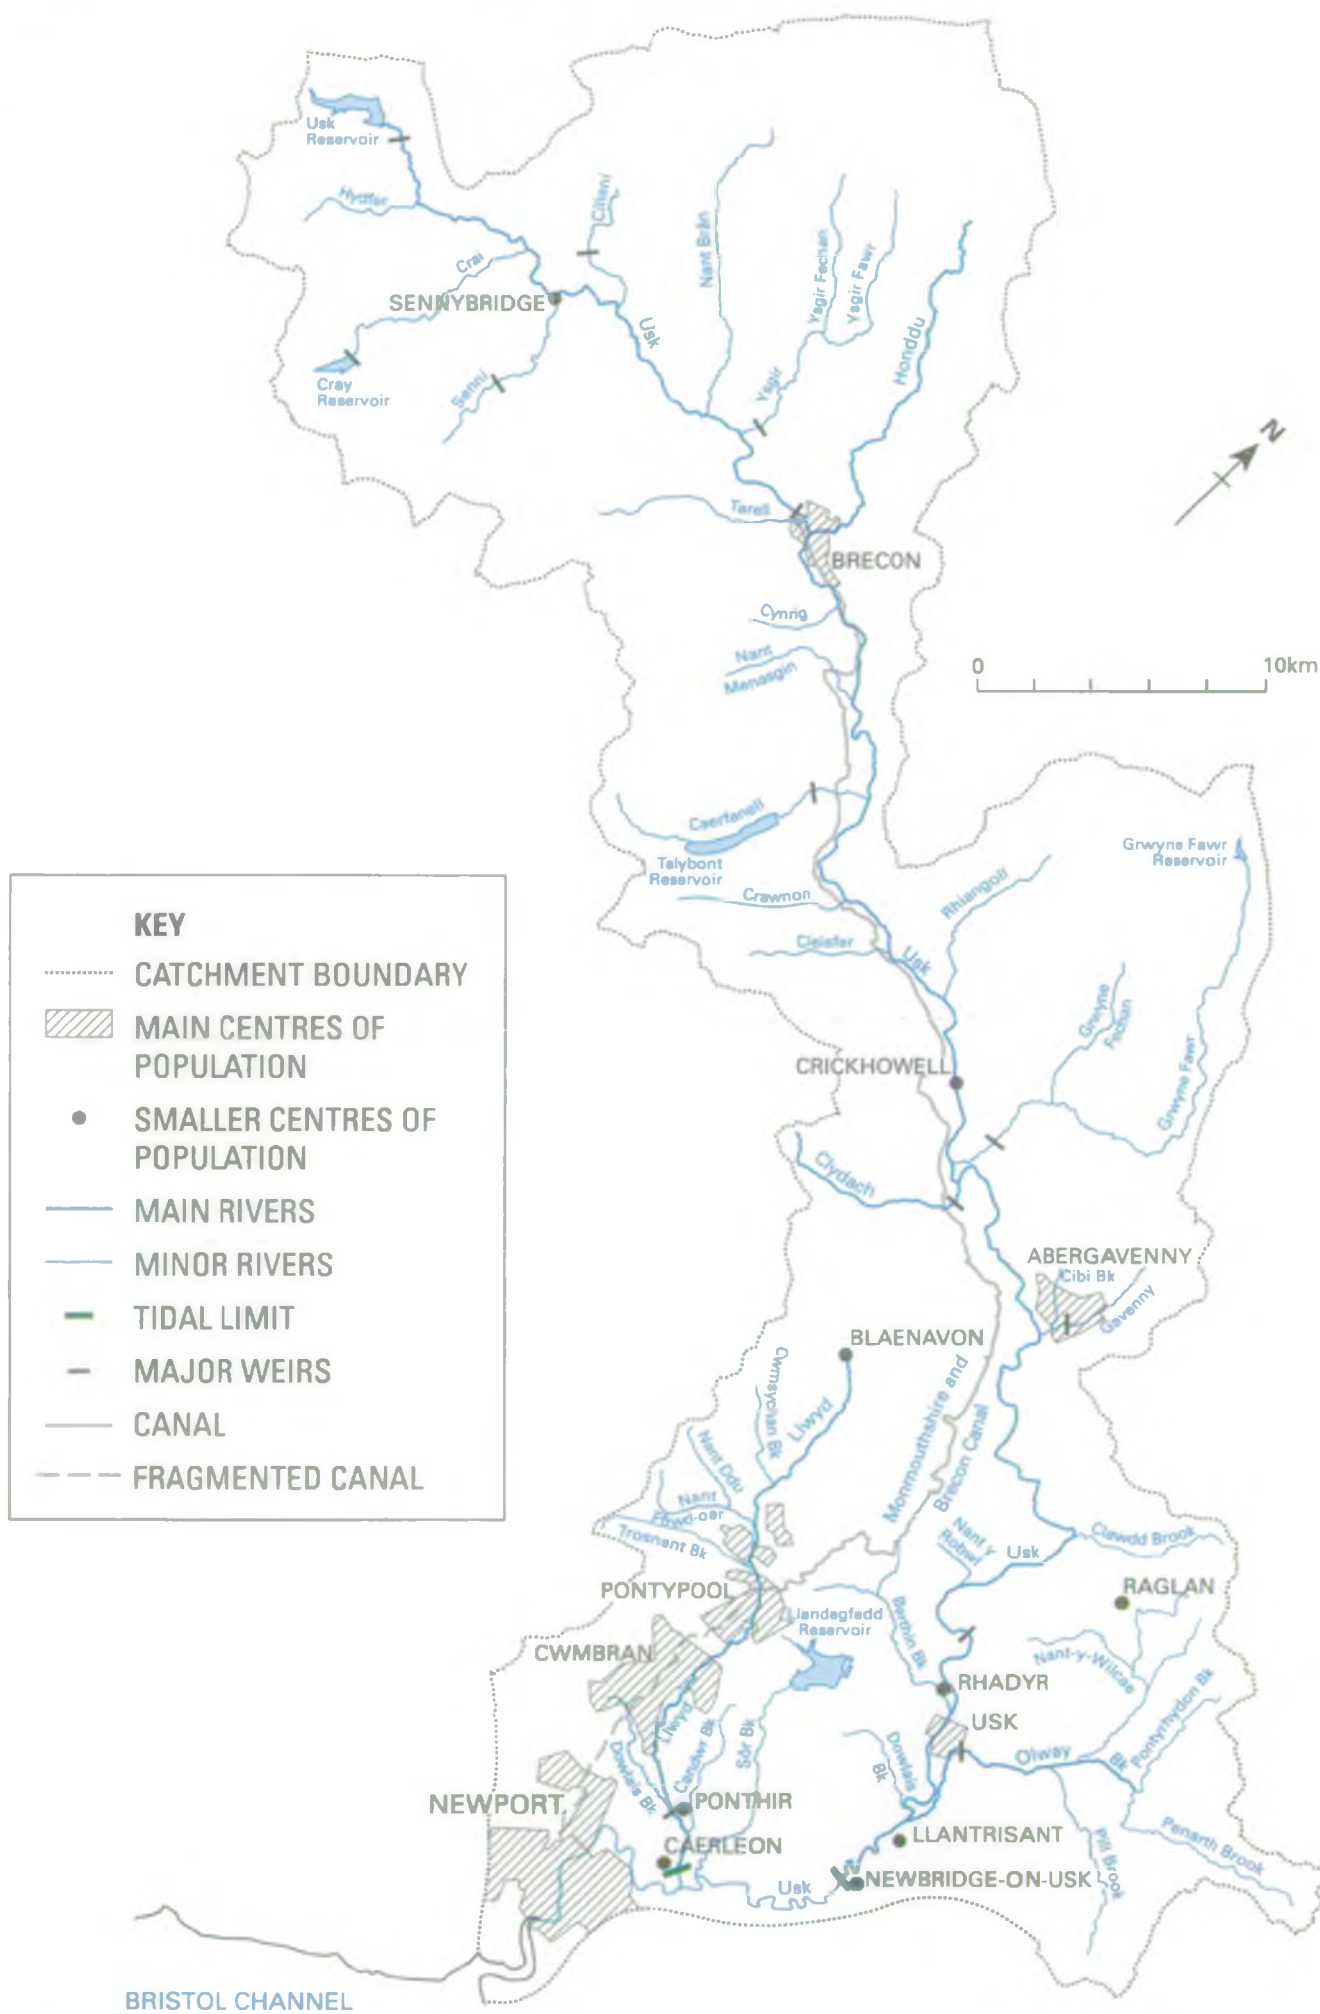 Usk
Reservoir
Hydfer
Cilieni
Nant Brân
Ysgir Fechan
Ysgir Fawr
Crai
SENNYBRIDGE
Usk
Honddu
Cray
Reservoir
Senni
Ysgir
N
Tarell
BRECON
Cynrig
Nant
Menasgin
0
10km
Caerfanell
Talybont
Reservoir
Grwyne Fawr
Reservoir
Rhiangoll
Crawnon
Cleisfer
Usk
Grwyne
Fechan
Grwyne Fawr
CRICKHOWELL
Clydach
ABERGAVENNY
Cibi Bk
Gavenny
KEY
CATCHMENT BOUNDARY
MAIN CENTRES OF
POPULATION
SMALLER CENTRES OF
POPULATION
MAIN RIVERS
MINOR RIVERS
TIDAL LIMIT
MAJOR WEIRS
CANAL
FRAGMENTED CANAL
BLAENAVON
Cwmsychan Bk
Llwyd
Monmouthshire and
Brecon Canal
Nant Ddu
Nant
Ffrwd-oer
Trosnant Bk
Nant y
Robwl
Usk
Clawdd Brook
PONTYPOOL
RAGLAN
Llandegfedd
Reservoir
Berthin Bk
CWMBRAN
Nant-y-Wilcae
RHADYR
Pontyrhydon Bk
USK
Llwyd
Candwr Bk
Sôr Bk
Dowlais
Bk
Olway
Bk
Dowlais Bk
NEWPORT
PONTHIR
LLANTRISANT
CAERLEON
Pill Brook
Penarth Brook
NEWBRIDGE-ON-USK
Usk
BRISTOL CHANNEL